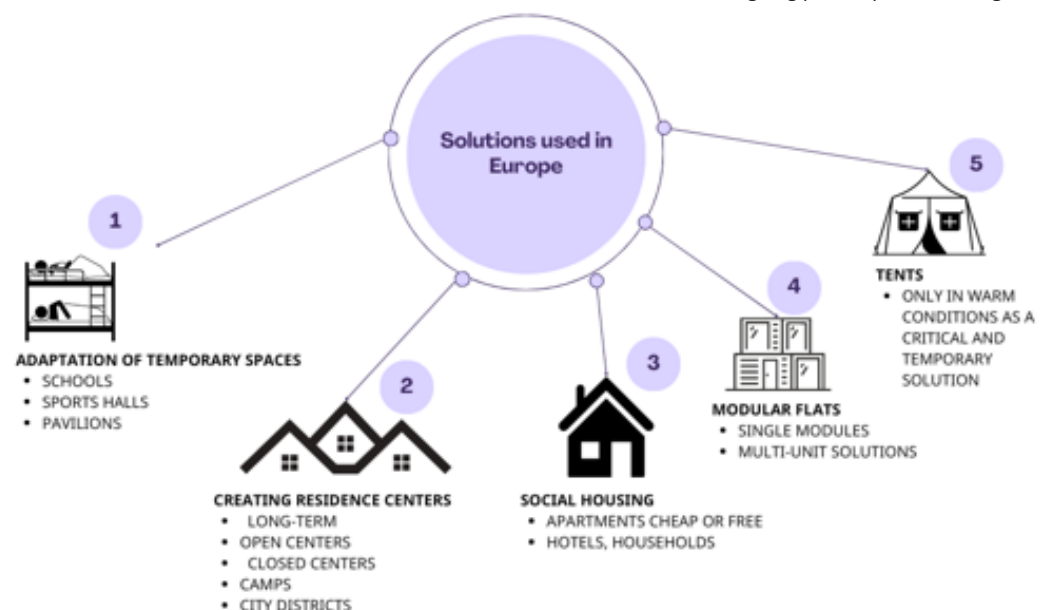 Solutions used in
Europe
1
ADAPTATION OF TEMPORARY SPACES
• SCHOOLS
• SPORTS HALLS
• PAVILIONS
2
CREATING RESIDENCE CENTERS
• LONG-TERM
• OPEN CENTERS
• CLOSED CENTERS
• CAMPS
• CITY DISTRICTS
3
SOCIAL HOUSING
• APARTMENTS CHEAP OR FREE
• HOTELS, HOUSEHOLDS
4
MODULAR FLATS
• SINGLE MODULES
• MULTI-UNIT SOLUTIONS
5
TENTS
• ONLY IN WARM
CONDITIONS AS A
CRITICAL AND
TEMPORARY
SOLUTION